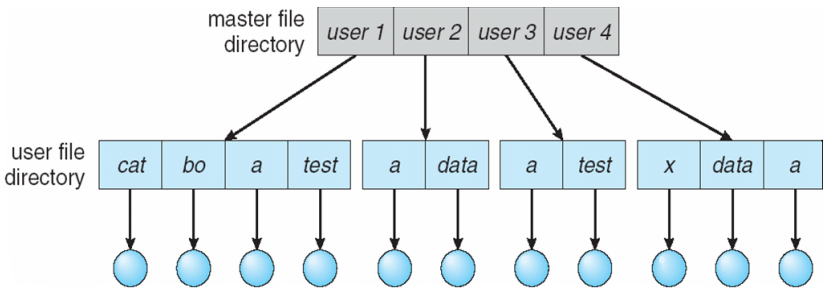 master file
directory
user 1 user 2 user 3 user 4
user file
directory
cat bo a test a data a test x data a